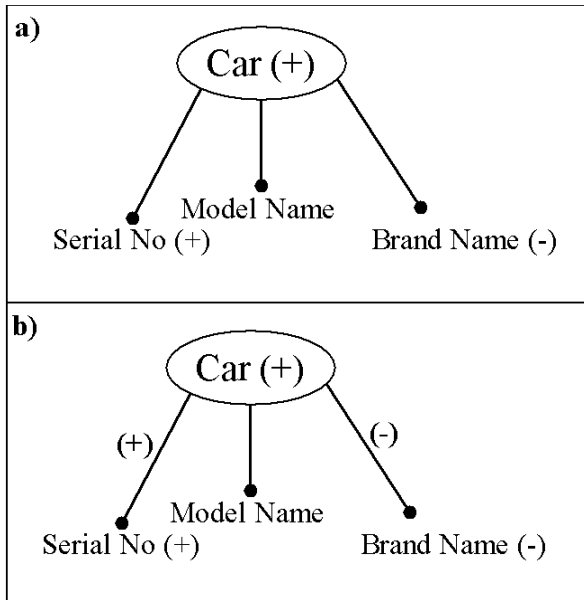 a)
Car (+)
Model Name
Serial No (+)
Brand Name (-)
b)
Car (+)
(+)
(-)
Model Name
Serial No (+)
Brand Name (-)